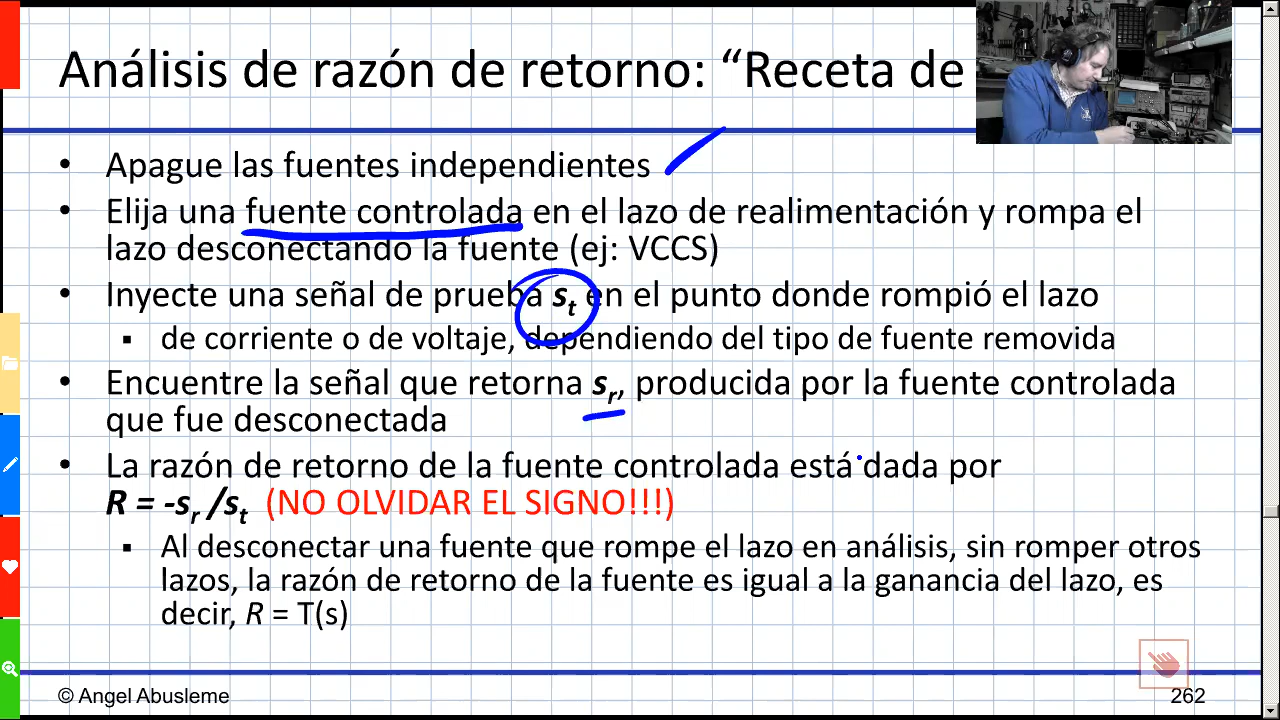 Análisis de razón de retorno: “Receta de
• Apague las fuentes independientes
• Elija una fuente controlada en el lazo de realimentación y rompa el
lazo desconectando la fuente (ej: VCCS)
• Inyecte una señal de prueba st en el punto donde rompió el lazo
▪ de corriente o de voltaje, dependiendo del tipo de fuente removida
• Encuentre la señal que retorna sr, producida por la fuente controlada
que fue desconectada
• La razón de retorno de la fuente controlada está dada por
R = -sr /st (NO OLVIDAR EL SIGNO!!!)
▪ Al desconectar una fuente que rompe el lazo en análisis, sin romper otros
lazos, la razón de retorno de la fuente es igual a la ganancia del lazo, es
decir, R = T(s)
© Angel Abusleme
262